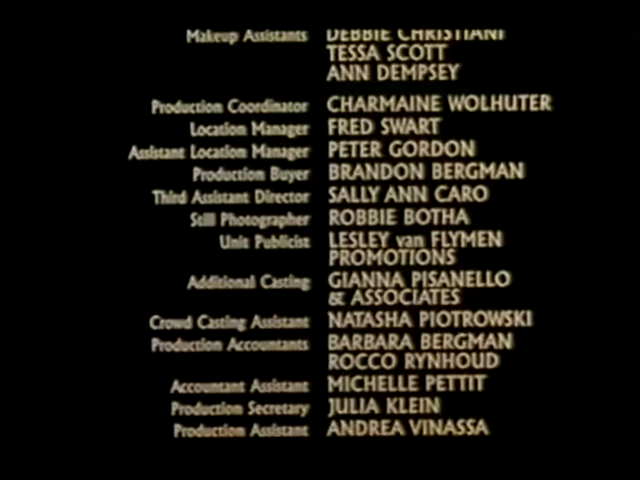 Makeup Assistants DEBBIE CHRISTIANI
TESSA SCOTT
ANN DEMPSEY
Production Coordinator CHARMAINE WOLHUTER
Location Manager FRED SWART
Assistant Location Manager PETER GORDON
Production Buyer BRANDON BERGMAN
Third Assistant Director SALLY ANN CARO
Still Photographer ROBBIE BOTHA
Unit Publicist LESLEY van FLYMEN
PROMOTIONS
Additional Casting GIANNA PISANELLO
& ASSOCIATES
Crowd Casting Assistant NATASHA PIOTROWSKI
Production Accountants BARBARA BERGMAN
ROCCO RYNHOUD
Accountant Assistant MICHELLE PETTIT
Production Secretary JULIA KLEIN
Production Assistant ANDREA VINASSA